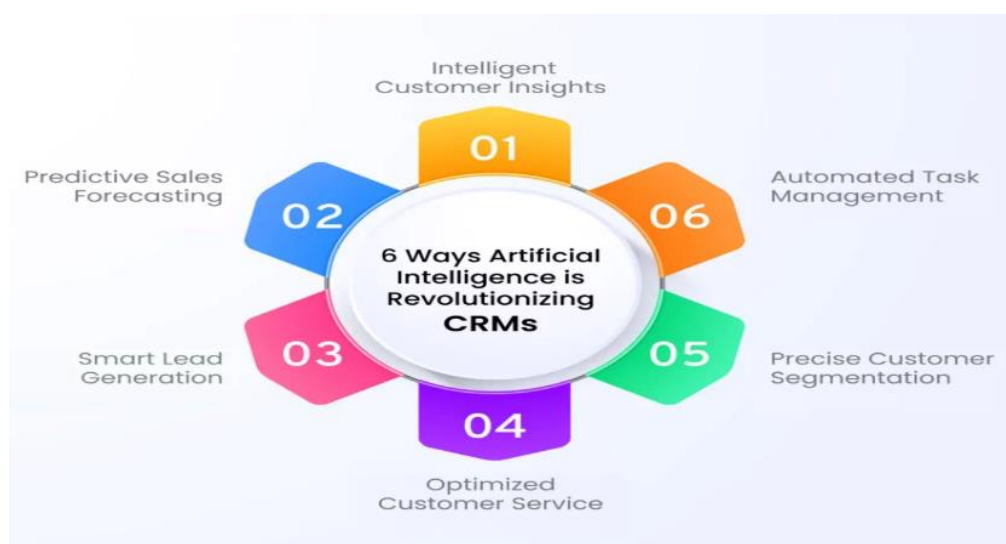 6 Ways Artificial
Intelligence is
Revolutionizing
CRMs
01
Intelligent
Customer Insights
02
Predictive Sales
Forecasting
03
Smart Lead
Generation
04
Optimized
Customer Service
05
Precise Customer
Segmentation
06
Automated Task
Management